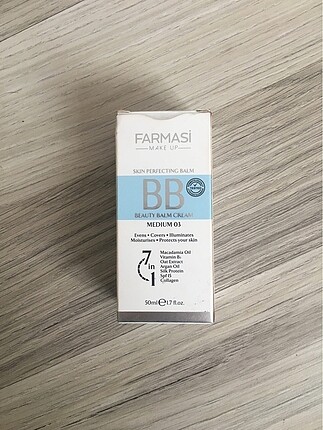 FARMASİ
MAKE UP
SKIN PERFECTING BALM
BB
BEAUTY BALM CREAM
MEDIUM 03
Evens • Covers • Illuminates
Moisturises • Protects your skin
7 in 1
Macadamia Oil
Vitamin B₅
Oat Extract
Argan Oil
Silk Protein
Spf 15
Collagen
50ml e 1.7 fl.oz.